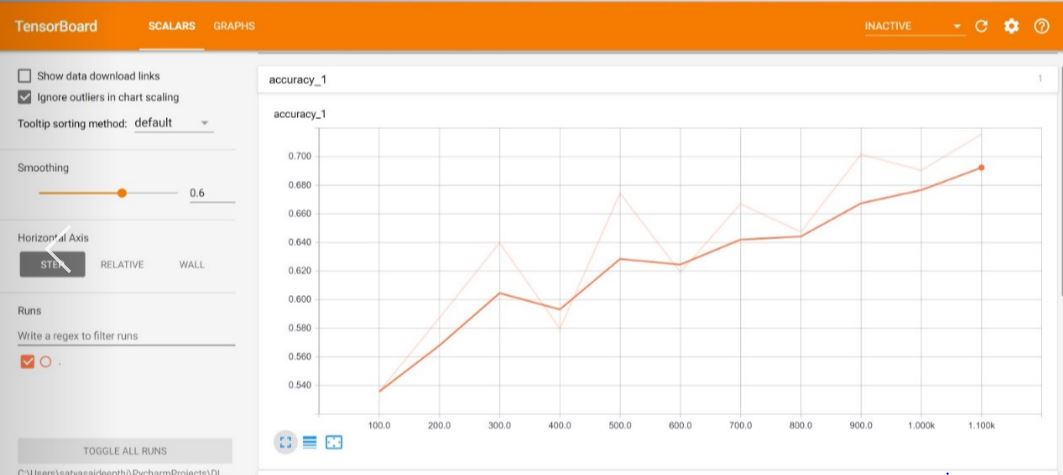 TensorBoard SCALARS GRAPHS INACTIVE
Show data download links
Ignore outliers in chart scaling
Tooltip sorting method: default
Smoothing
0.6
Horizontal Axis
STEP RELATIVE WALL
Runs
Write a regex to filter runs
.
TOGGLE ALL RUNS
accuracy_1 1
accuracy_1
0.700
0.680
0.660
0.640
0.620
0.600
0.580
0.560
0.540
100.0 200.0 300.0 400.0 500.0 600.0 700.0 800.0 900.0 1.000k 1.100k